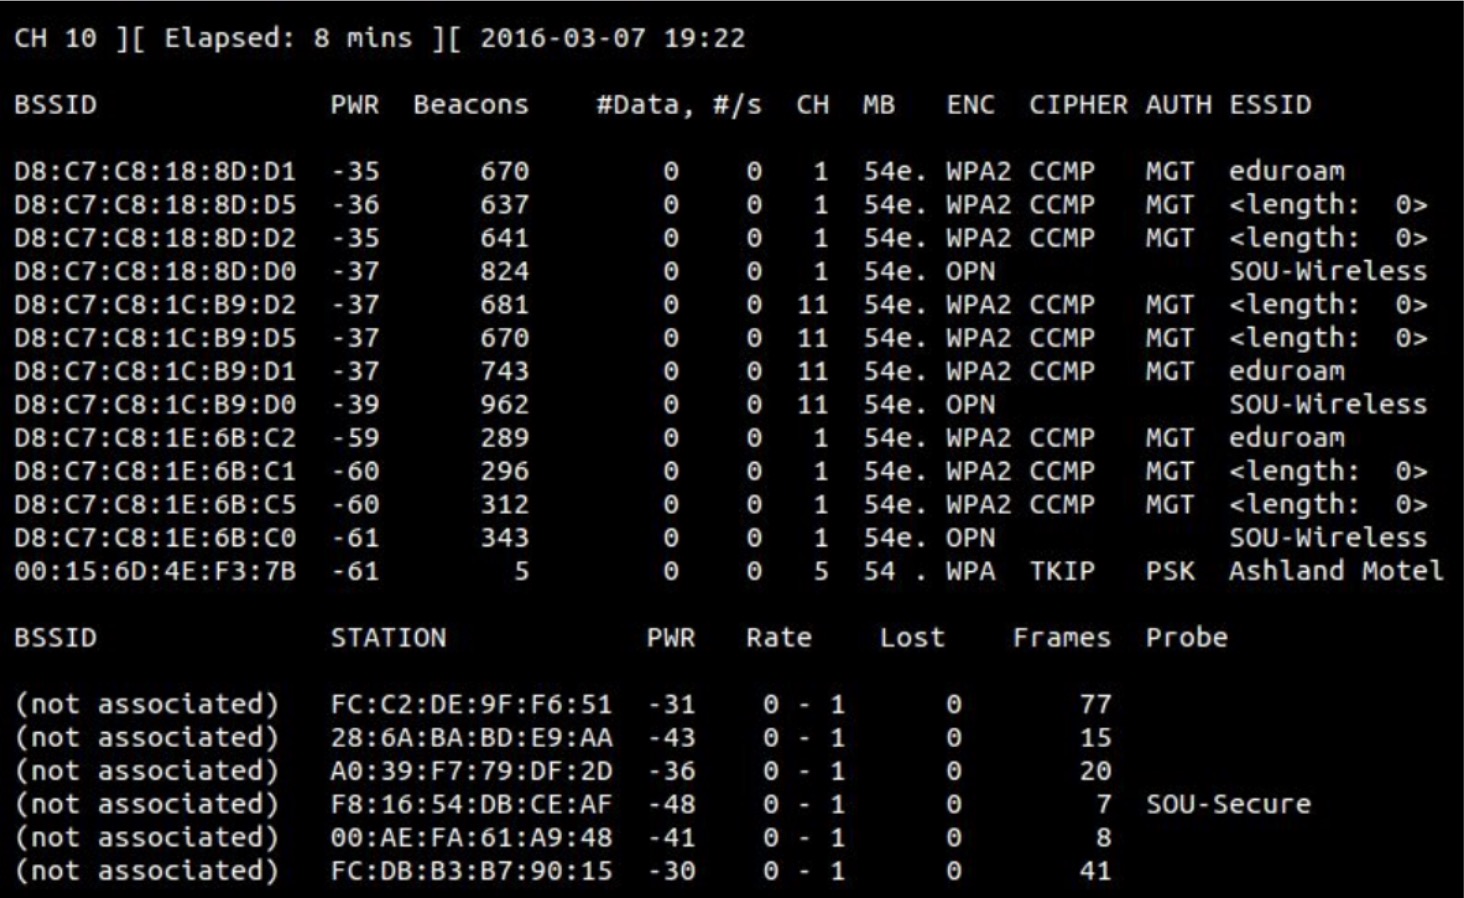 CH 10 ][ Elapsed: 8 mins ][ 2016-03-07 19:22
BSSID PWR Beacons #Data, #/s CH MB ENC CIPHER AUTH ESSID
D8:C7:C8:18:8D:D1 -35 670 0 0 1 54e. WPA2 CCMP MGT eduroam
D8:C7:C8:18:8D:D5 -36 637 0 0 1 54e. WPA2 CCMP MGT <length: 0>
D8:C7:C8:18:8D:D2 -35 641 0 0 1 54e. WPA2 CCMP MGT <length: 0>
D8:C7:C8:18:8D:D0 -37 824 0 0 1 54e. OPN SOU-Wireless
D8:C7:C8:1C:B9:D2 -37 681 0 0 11 54e. WPA2 CCMP MGT <length: 0>
D8:C7:C8:1C:B9:D5 -37 670 0 0 11 54e. WPA2 CCMP MGT <length: 0>
D8:C7:C8:1C:B9:D1 -37 743 0 0 11 54e. WPA2 CCMP MGT eduroam
D8:C7:C8:1C:B9:D0 -39 962 0 0 11 54e. OPN SOU-Wireless
D8:C7:C8:1E:6B:C2 -59 289 0 0 1 54e. WPA2 CCMP MGT eduroam
D8:C7:C8:1E:6B:C1 -60 296 0 0 1 54e. WPA2 CCMP MGT <length: 0>
D8:C7:C8:1E:6B:C5 -60 312 0 0 1 54e. WPA2 CCMP MGT <length: 0>
D8:C7:C8:1E:6B:C0 -61 343 0 0 1 54e. OPN SOU-Wireless
00:15:6D:4E:F3:7B -61 5 0 0 5 54 . WPA TKIP PSK Ashland Motel
BSSID STATION PWR Rate Lost Frames Probe
(not associated) FC:C2:DE:9F:F6:51 -31 0 - 1 0 77
(not associated) 28:6A:BA:BD:E9:AA -43 0 - 1 0 15
(not associated) A0:39:F7:79:DF:2D -36 0 - 1 0 20
(not associated) F8:16:54:DB:CE:AF -48 0 - 1 0 7 SOU-Secure
(not associated) 00:AE:FA:61:A9:48 -41 0 - 1 0 8
(not associated) FC:DB:B3:B7:90:15 -30 0 - 1 0 41